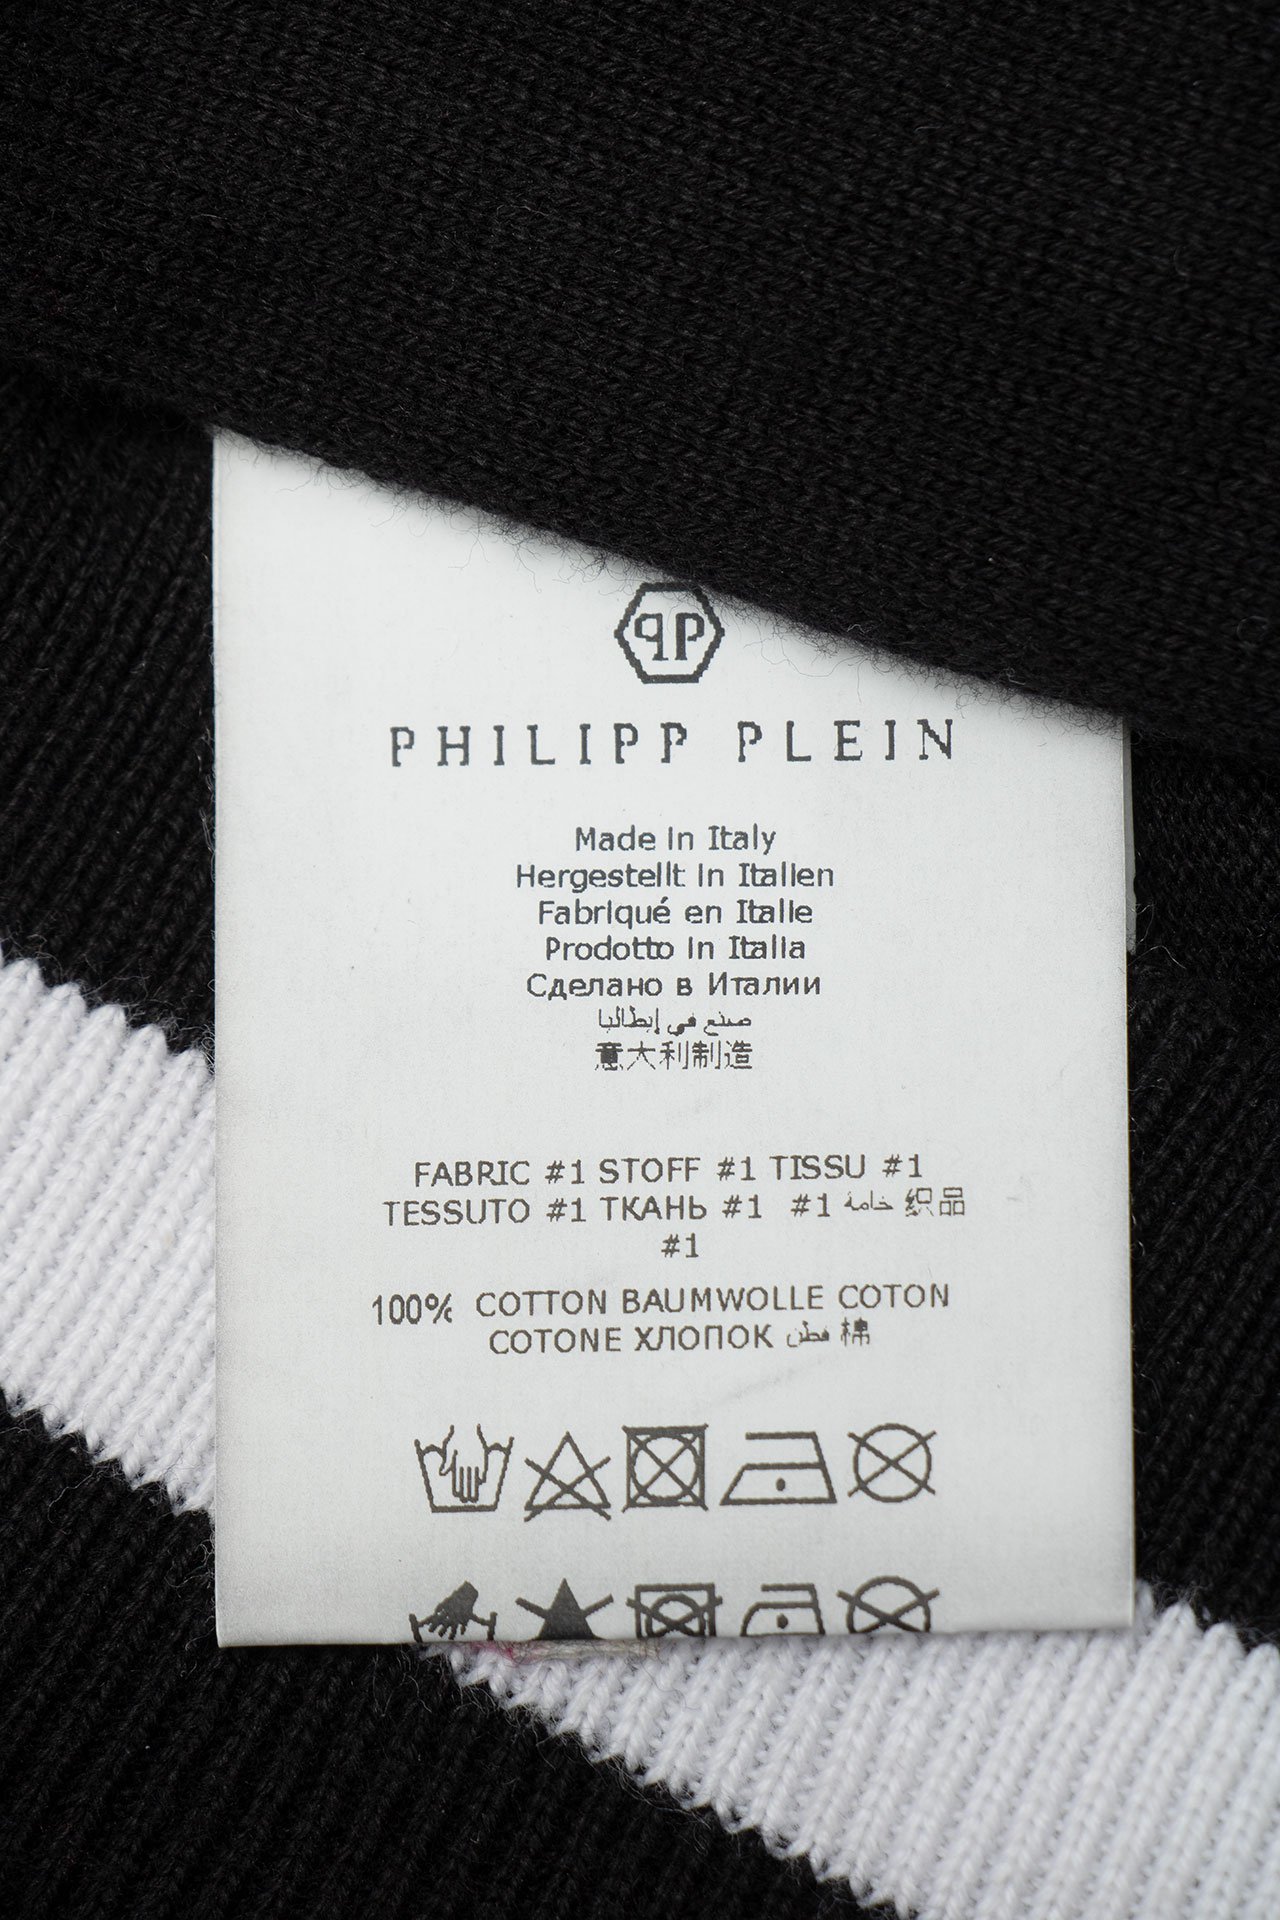 PHILIPP PLEIN
Made in Italy
Hergestellt in Italien
Fabriqué en Italie
Prodotto in Italia
Сделано в Италии
صنع في إيطاليا
意大利制造
FABRIC #1 STOFF #1 TISSU #1
TESSUTO #1 ТКАНЬ #1 #1 خامة 织品
#1
100% COTTON BAUMWOLLE COTON
COTONE ХЛОПОК قطن 棉